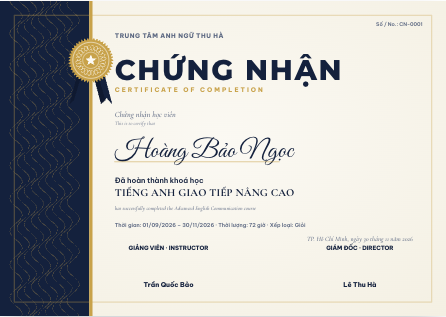 Số / No.: CN-0001
TRUNG TÂM ANH NGỮ THU HÀ
CHỨNG NHẬN
CERTIFICATE OF COMPLETION
Chứng nhận học viên
This is to certify that
Hoàng Bảo Ngọc
Đã hoàn thành khoá học
TIẾNG ANH GIAO TIẾP NÂNG CAO
has successfully completed the Advanced English Communication course
Thời gian: 01/09/2026 – 30/11/2026 · Thời lượng: 72 giờ · Xếp loại: Giỏi
TP. Hồ Chí Minh, ngày 30 tháng 11 năm 2026
GIẢNG VIÊN · INSTRUCTOR
GIÁM ĐỐC · DIRECTOR
Trần Quốc Bảo
Lê Thu Hà